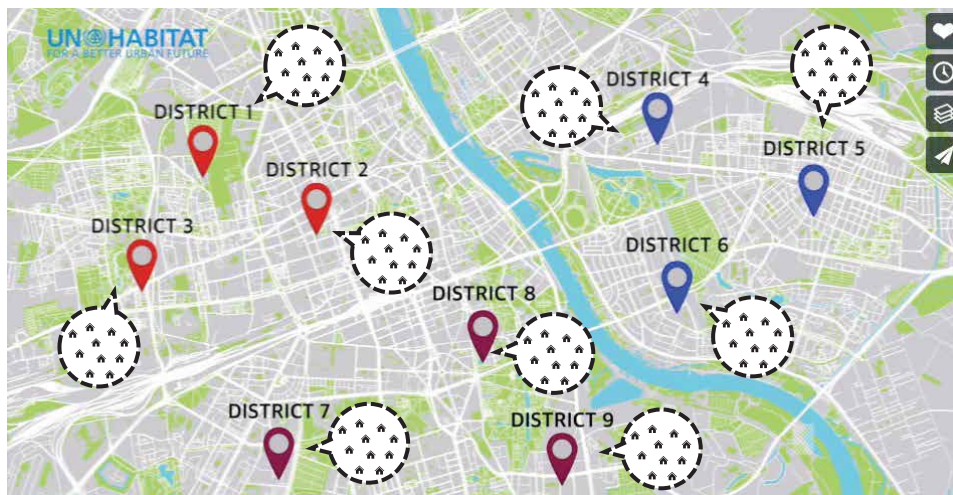 UN HABITAT
FOR A BETTER URBAN FUTURE
DISTRICT 1
DISTRICT 4
DISTRICT 5
DISTRICT 2
DISTRICT 3
DISTRICT 6
DISTRICT 8
DISTRICT 7
DISTRICT 9